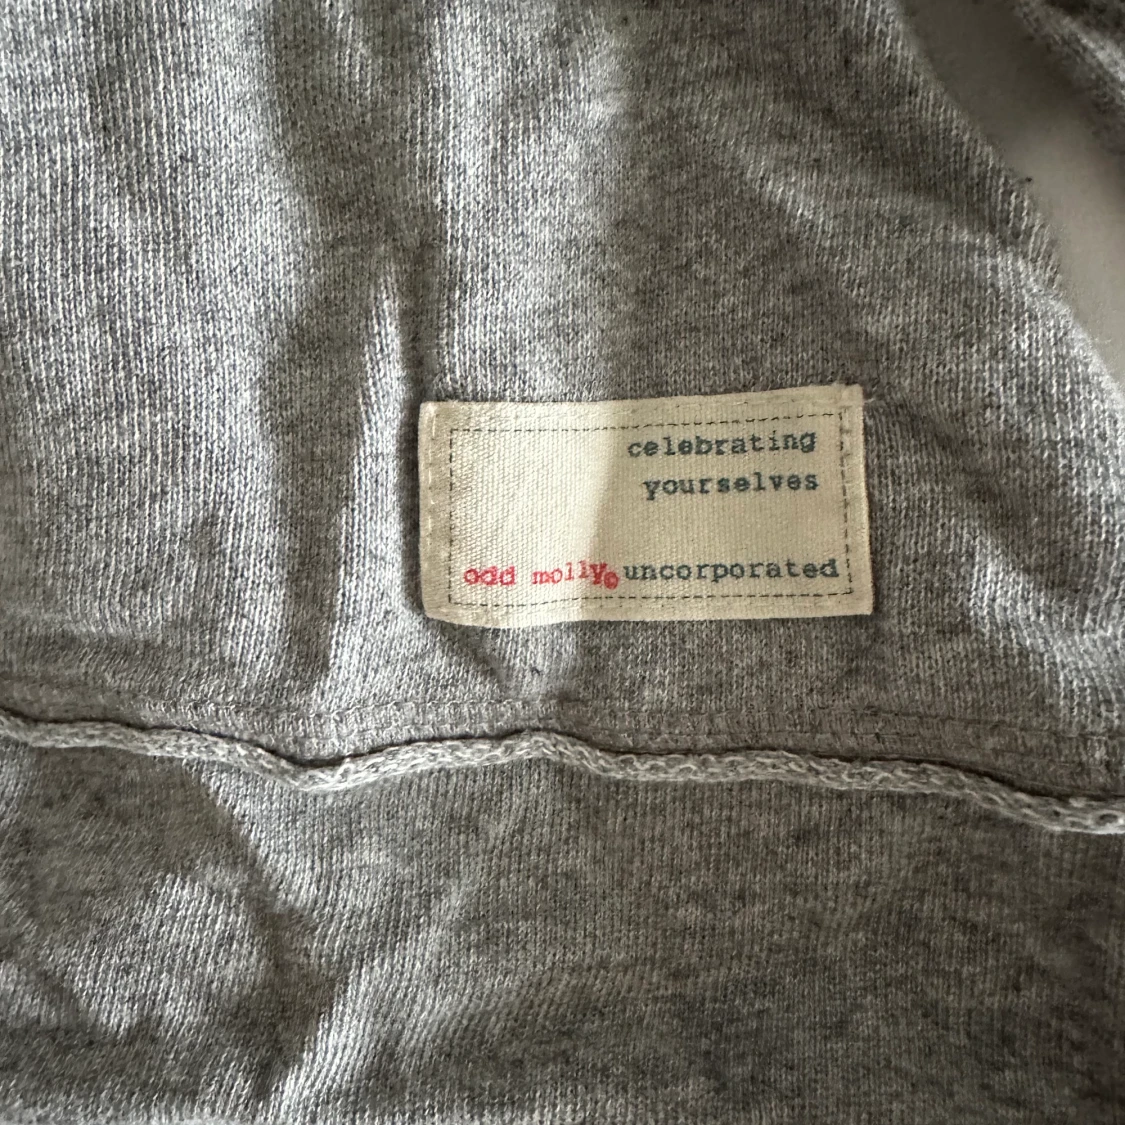 celebrating
yourselves
odd molly© uncorporated